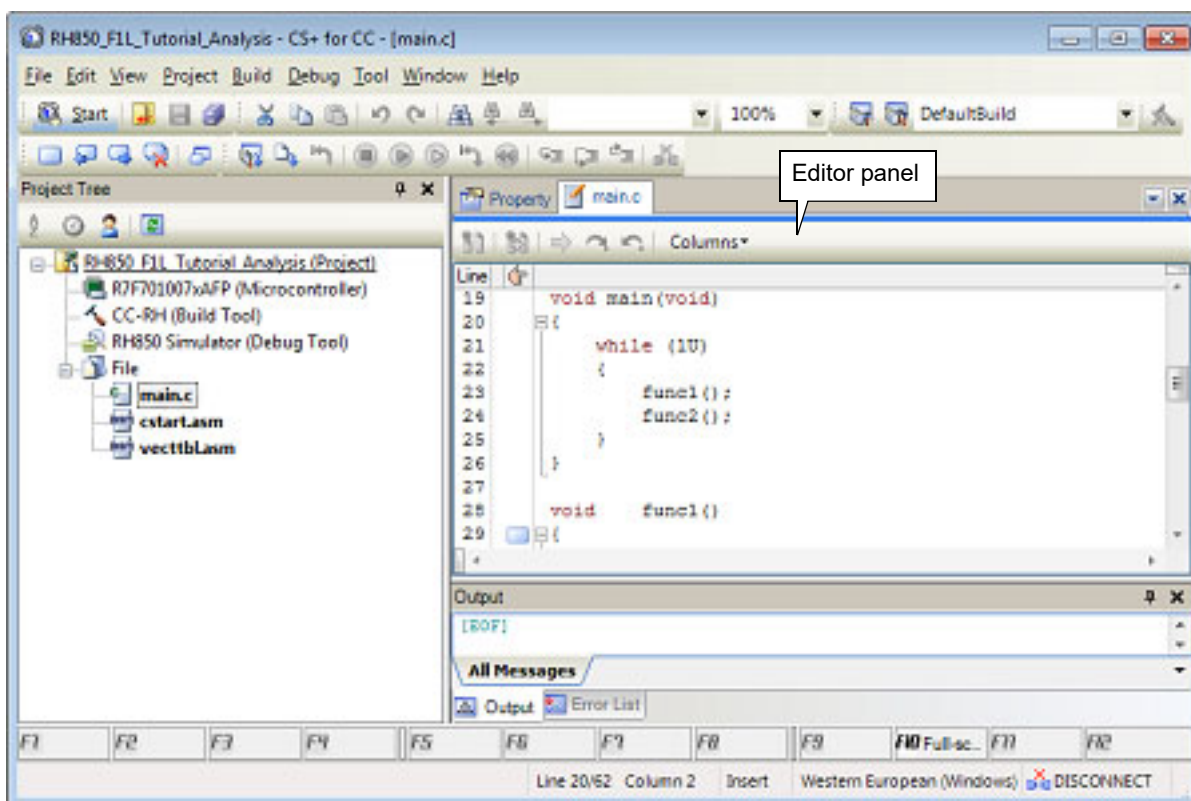 RH850_F1L_Tutorial_Analysis - CS+ for CC - [main.c]
File Edit View Project Build Debug Tool Window Help
Start 100% DefaultBuild
Editor panel
Project Tree
Property main.c
Columns
RH850_F1L_Tutorial_Analysis (Project)
R7F701007xAFP (Microcontroller)
CC-RH (Build Tool)
RH850 Simulator (Debug Tool)
File
main.c
cstart.asm
vecttbl.asm
Line
19 void main(void)
20 {
21 while (1U)
22 {
23 func1();
24 func2();
25 }
26 }
27
28 void func1()
29 {
Output
[EOF]
All Messages
Output Error List
F1 F2 F3 F4 F5 F6 F7 F8 F9 F10 Full-sc... F11 F12
Line 20/62 Column 2 Insert Western European (Windows) DISCONNECT